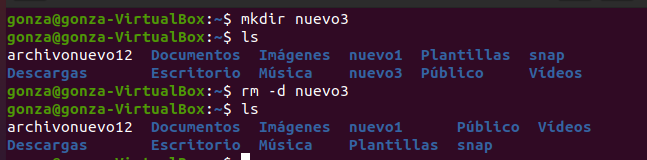 gonza@gonza-VirtualBox:~$ mkdir nuevo3
gonza@gonza-VirtualBox:~$ ls
archivonuevo12  Documentos  Imágenes  nuevo1  Plantillas  snap
Descargas       Escritorio  Música    nuevo3  Público     Vídeos
gonza@gonza-VirtualBox:~$ rm -d nuevo3
gonza@gonza-VirtualBox:~$ ls
archivonuevo12  Documentos  Imágenes  nuevo1      Público  Vídeos
Descargas       Escritorio  Música    Plantillas  snap
gonza@gonza-VirtualBox:~$